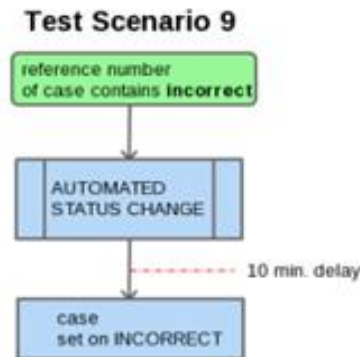 Test Scenario 9
reference number
of case contains incorrect
AUTOMATED
STATUS CHANGE
10 min. delay
case
set on INCORRECT